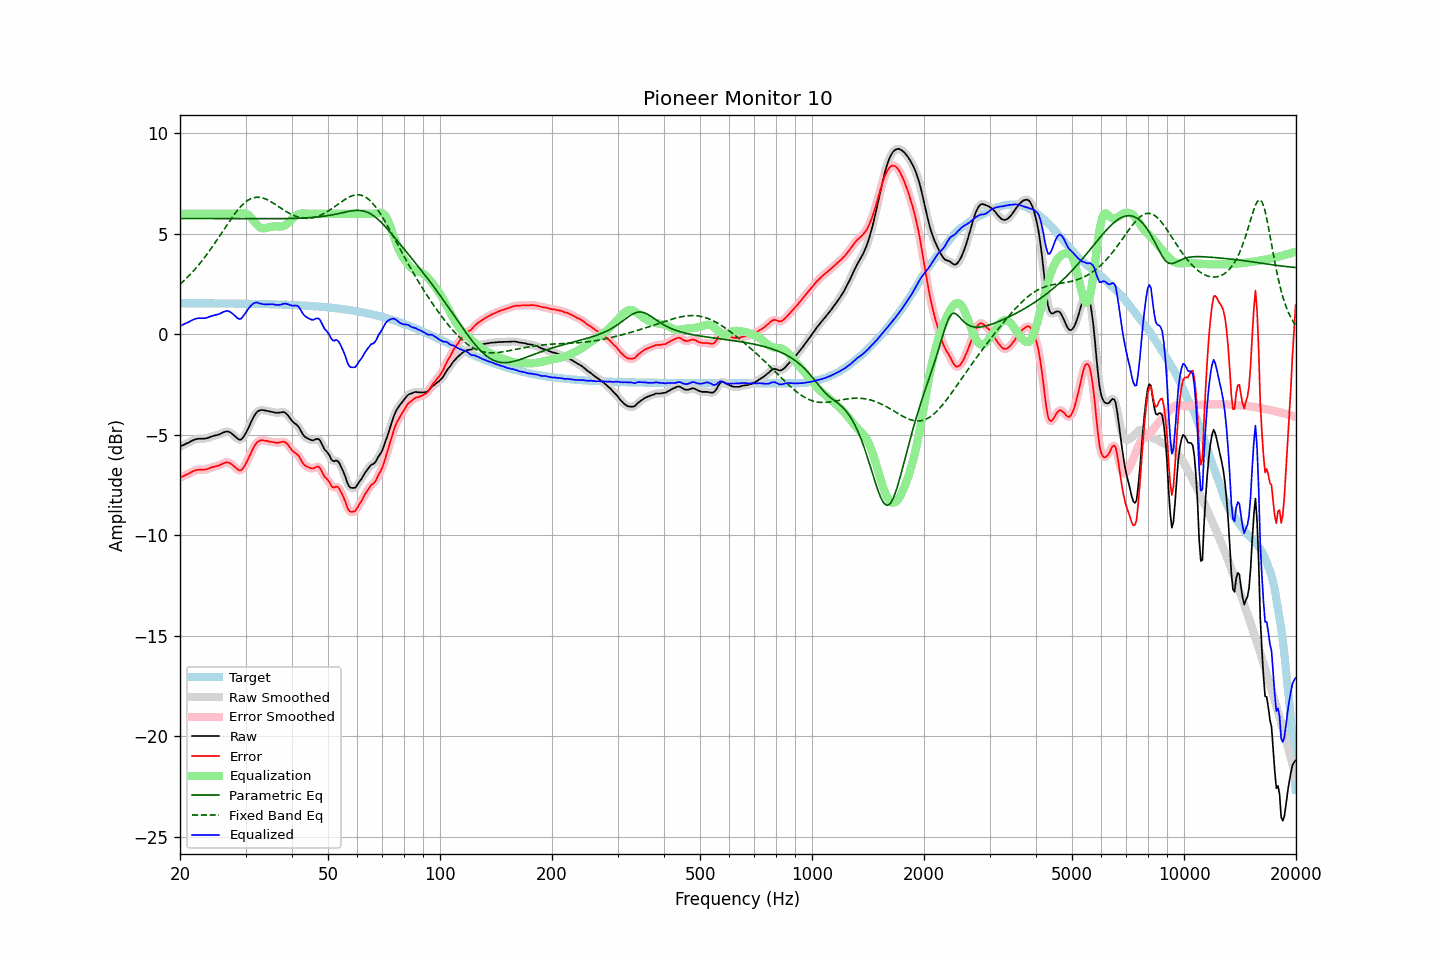 Pioneer Monitor 10
Amplitude (dBr)
10
5
0
−5
−10
−15
−20
−25
Target
Raw Smoothed
Error Smoothed
Raw
Error
Equalization
Parametric Eq
Fixed Band Eq
Equalized
20 50 100 200 500 1000 2000 5000 10000 20000
Frequency (Hz)